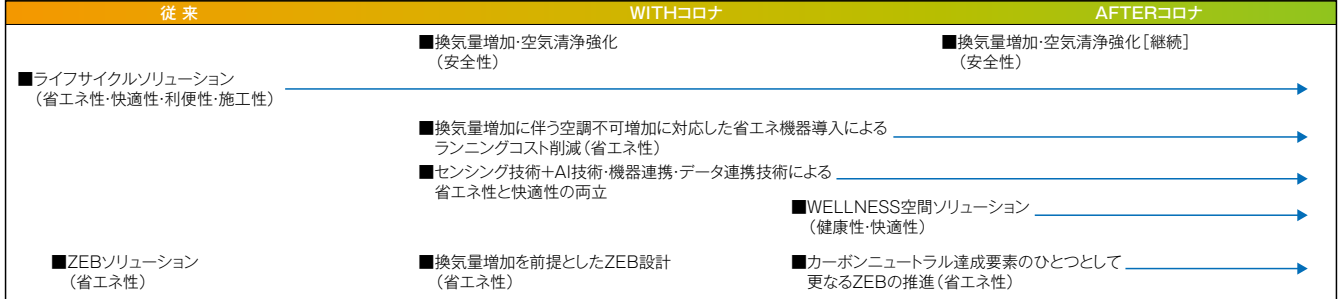 従 来
WITHコロナ
AFTERコロナ
■換気量増加・空気清浄強化
(安全性)
■換気量増加・空気清浄強化[継続]
(安全性)
■ライフサイクルソリューション
(省エネ性・快適性・利便性・施工性)
■換気量増加に伴う空調不可増加に対応した省エネ機器導入による
ランニングコスト削減(省エネ性)
■センシング技術+AI技術・機器連携・データ連携技術による
省エネ性と快適性の両立
■WELLNESS空間ソリューション
(健康性・快適性)
■ZEBソリューション
(省エネ性)
■換気量増加を前提としたZEB設計
(省エネ性)
■カーボンニュートラル達成要素のひとつとして
更なるZEBの推進(省エネ性)